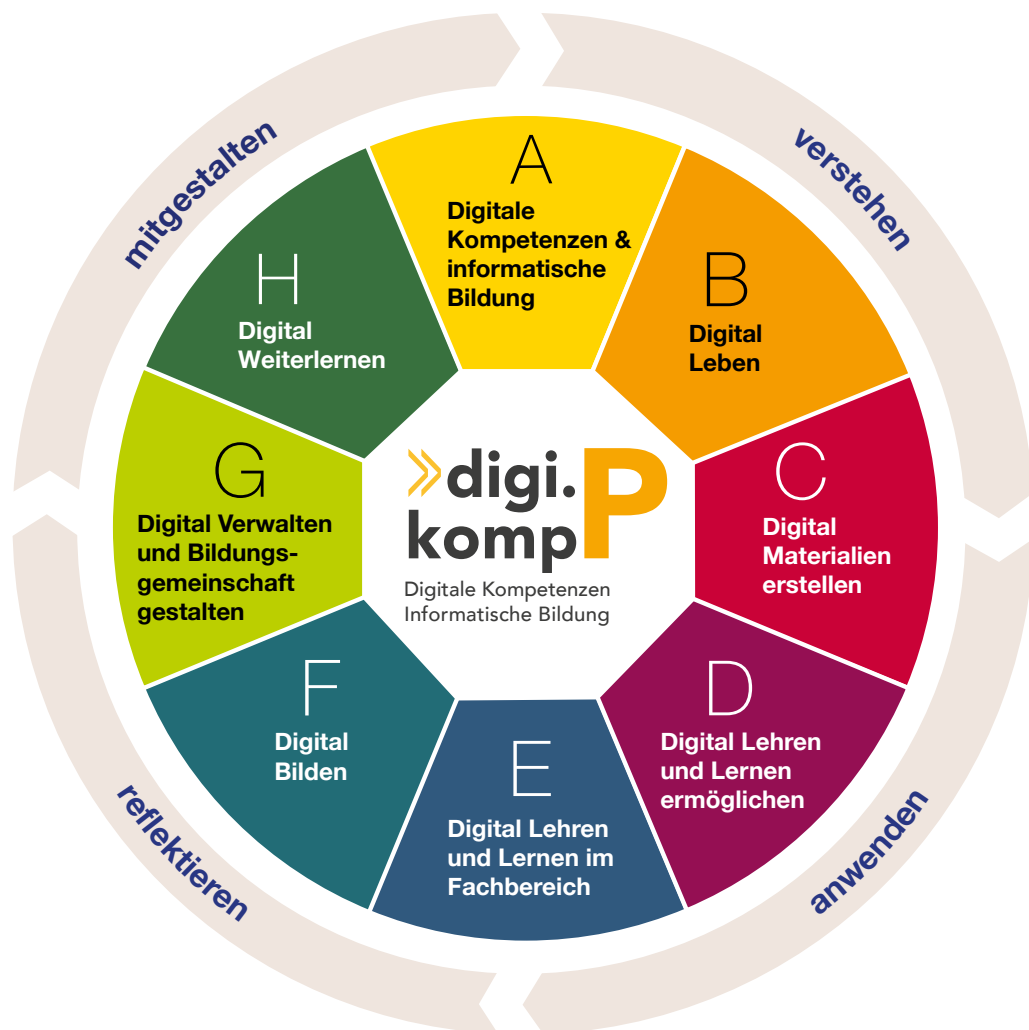 mitgestalten
verstehen
A
Digitale
Kompetenzen &
informatische
Bildung
B
Digital
Leben
C
Digital
Materialien
erstellen
D
Digital Lehren
und Lernen
ermöglichen
E
Digital Lehren
und Lernen im
Fachbereich
F
Digital
Bilden
G
Digital Verwalten
und Bildungs-
gemeinschaft
gestalten
H
Digital
Weiterlernen
»digi.
kompP
Digitale Kompetenzen
Informatische Bildung
reflektieren
anwenden